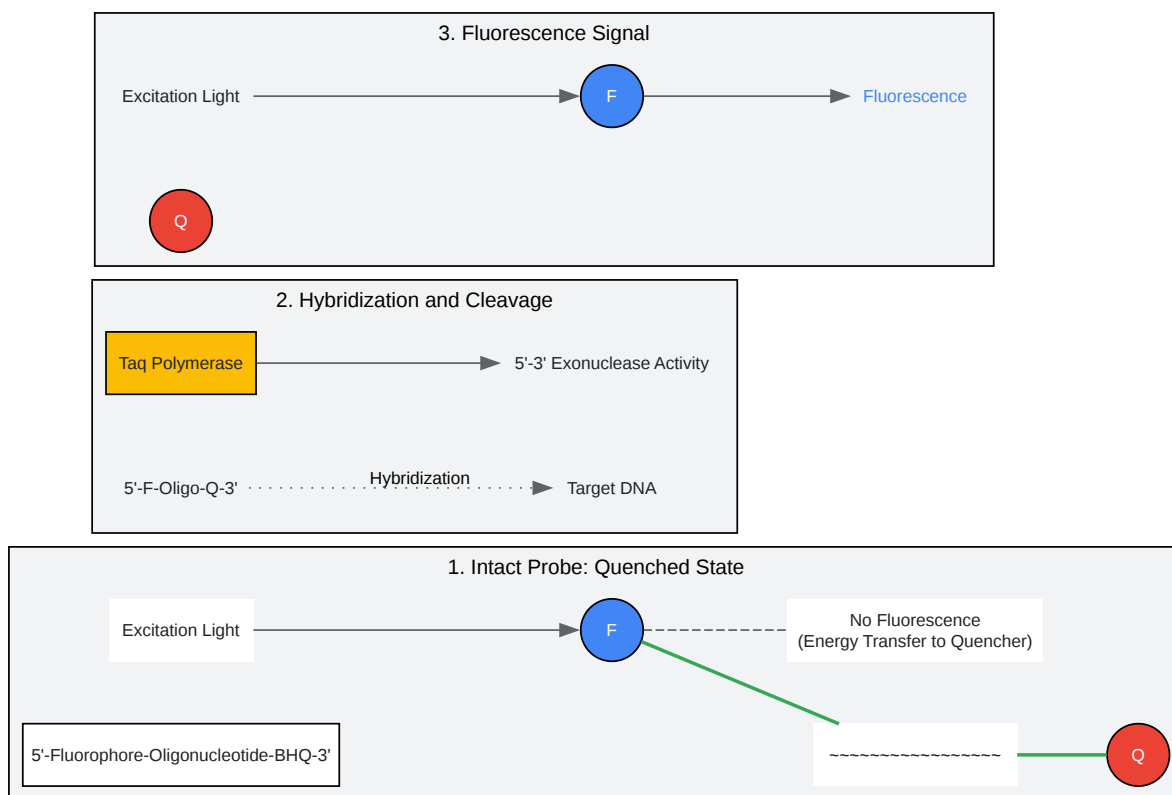 3. Fluorescence Signal
Excitation Light
F
Fluorescence
Q
2. Hybridization and Cleavage
Taq Polymerase
5'-3' Exonuclease Activity
5'-F-Oligo-Q-3'
Hybridization
Target DNA
1. Intact Probe: Quenched State
Excitation Light
F
No Fluorescence
(Energy Transfer to Quencher)
5'-Fluorophore-Oligonucleotide-BHQ-3'
~~~~~~~~~~~~~~~~~
Q